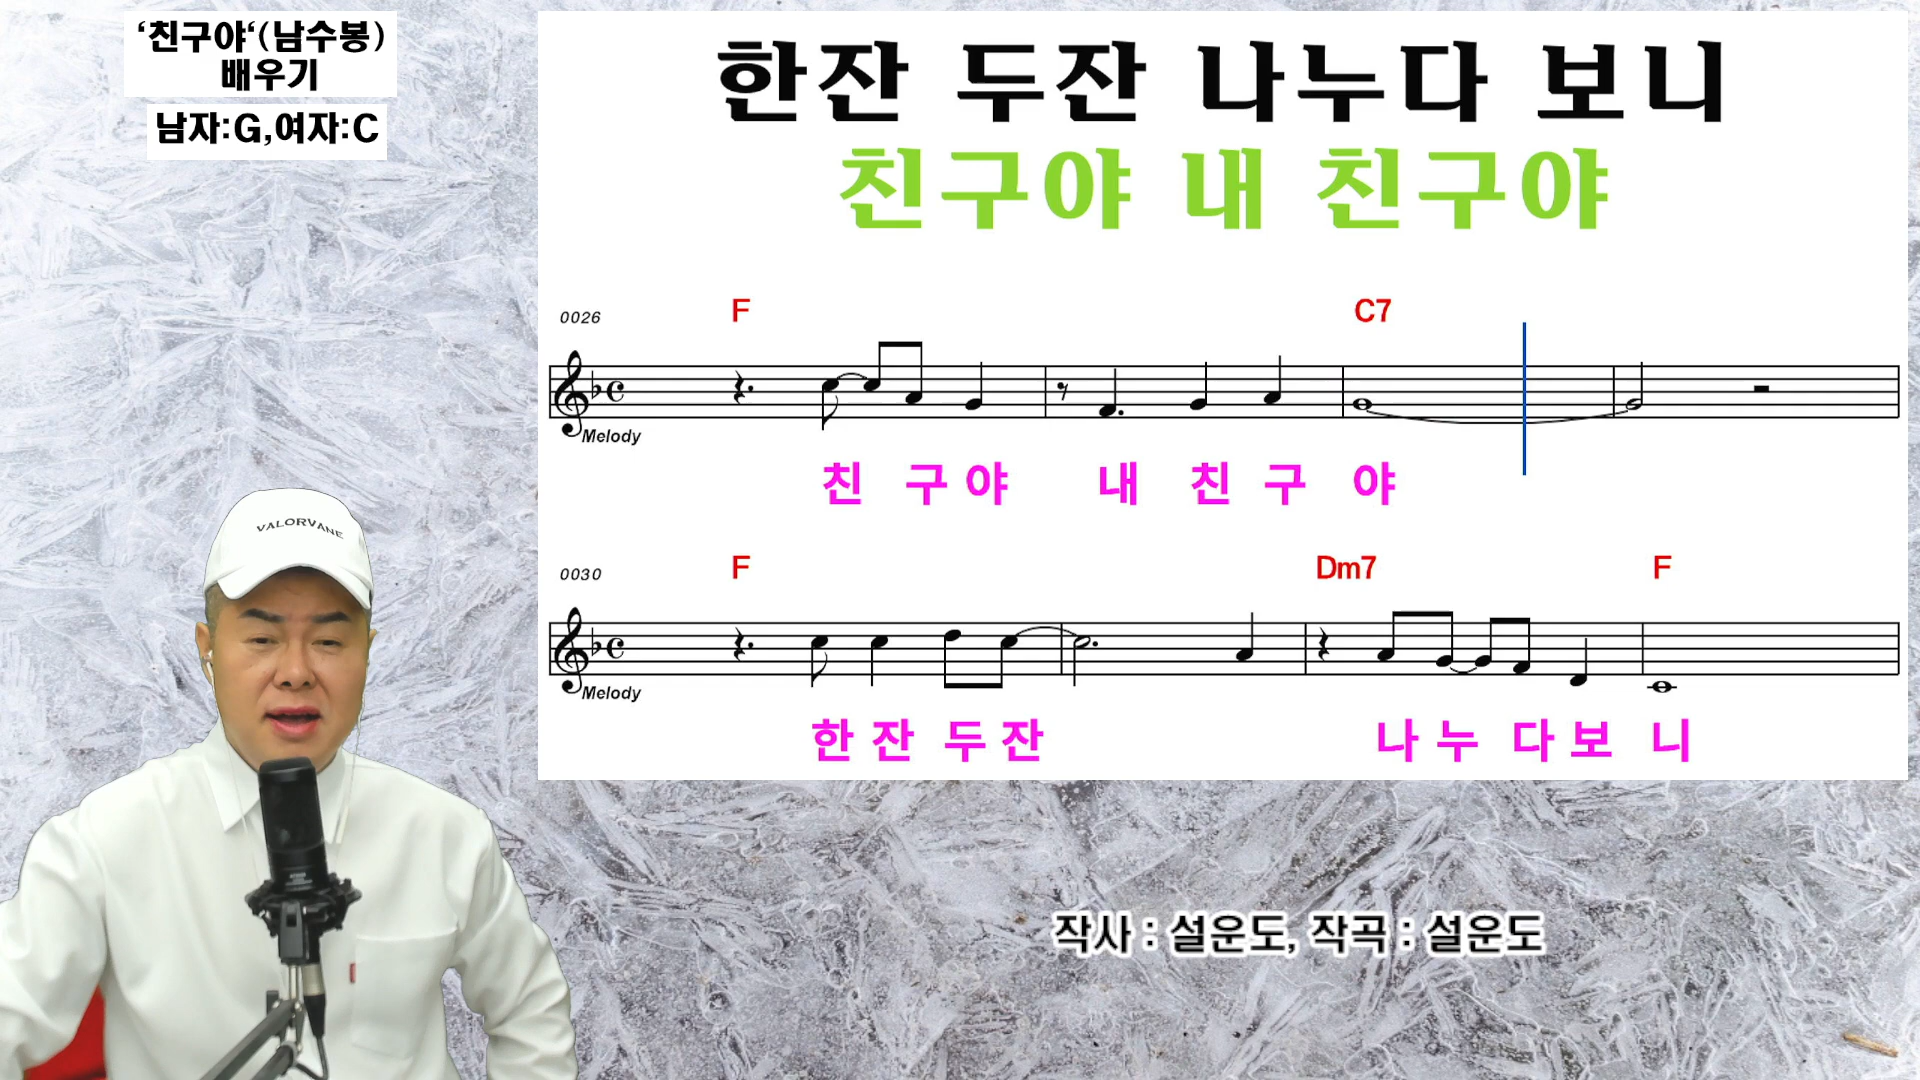 ‘친구야‘(남수봉)
배우기
남자:G,여자:C
한잔 두잔 나누다 보니
친구야 내 친구야
0026 F C7
Melody
친 구 야 내 친 구 야
0030 F Dm7 F
Melody
한 잔 두 잔 나 누 다 보 니
VALORVANE
작사 : 설운도, 작곡 : 설운도